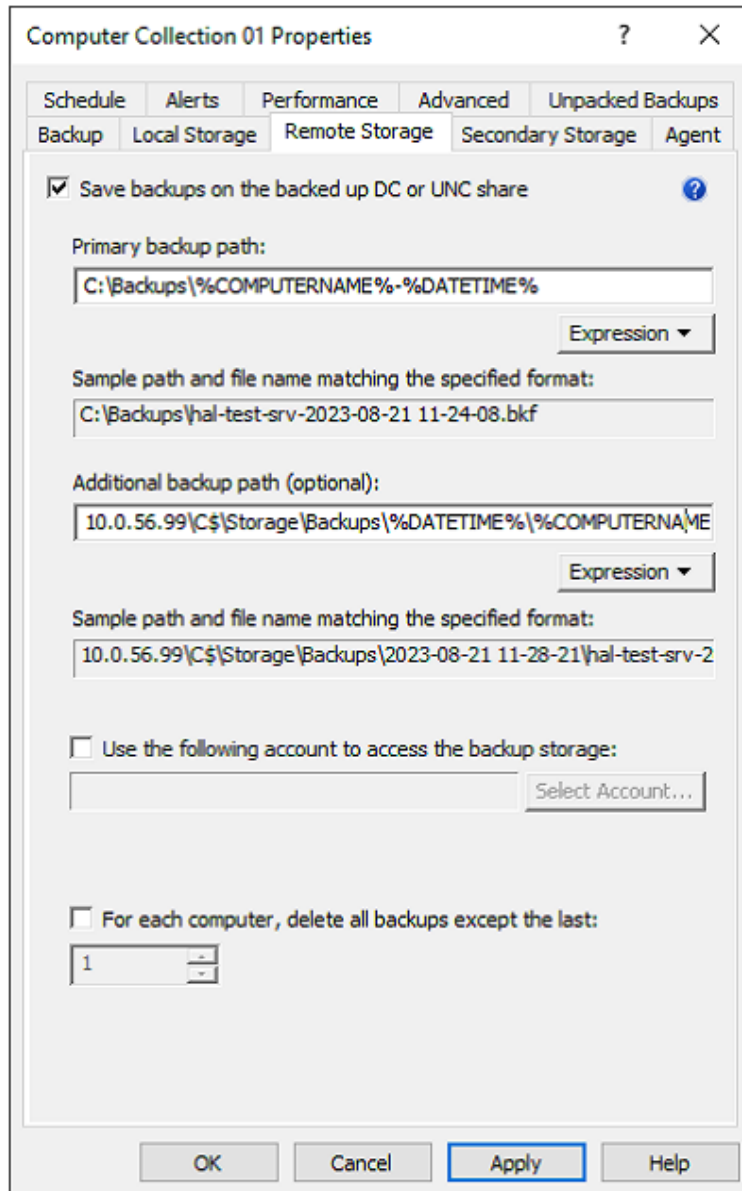 Computer Collection 01 Properties ? ×
Schedule Alerts Performance Advanced Unpacked Backups
Backup Local Storage Remote Storage Secondary Storage Agent
Save backups on the backed up DC or UNC share ?
Primary backup path:
C:\Backups\%COMPUTERNAME%-%DATETIME%
Expression
Sample path and file name matching the specified format:
C:\Backups\hal-test-srv-2023-08-21 11-24-08.bkf
Additional backup path (optional):
10.0.56.99\C$\Storage\Backups\%DATETIME%\%COMPUTERNAME
Expression
Sample path and file name matching the specified format:
10.0.56.99\C$\Storage\Backups\2023-08-21 11-28-21\hal-test-srv-2
Use the following account to access the backup storage:
Select Account...
For each computer, delete all backups except the last:
1
OK Cancel Apply Help